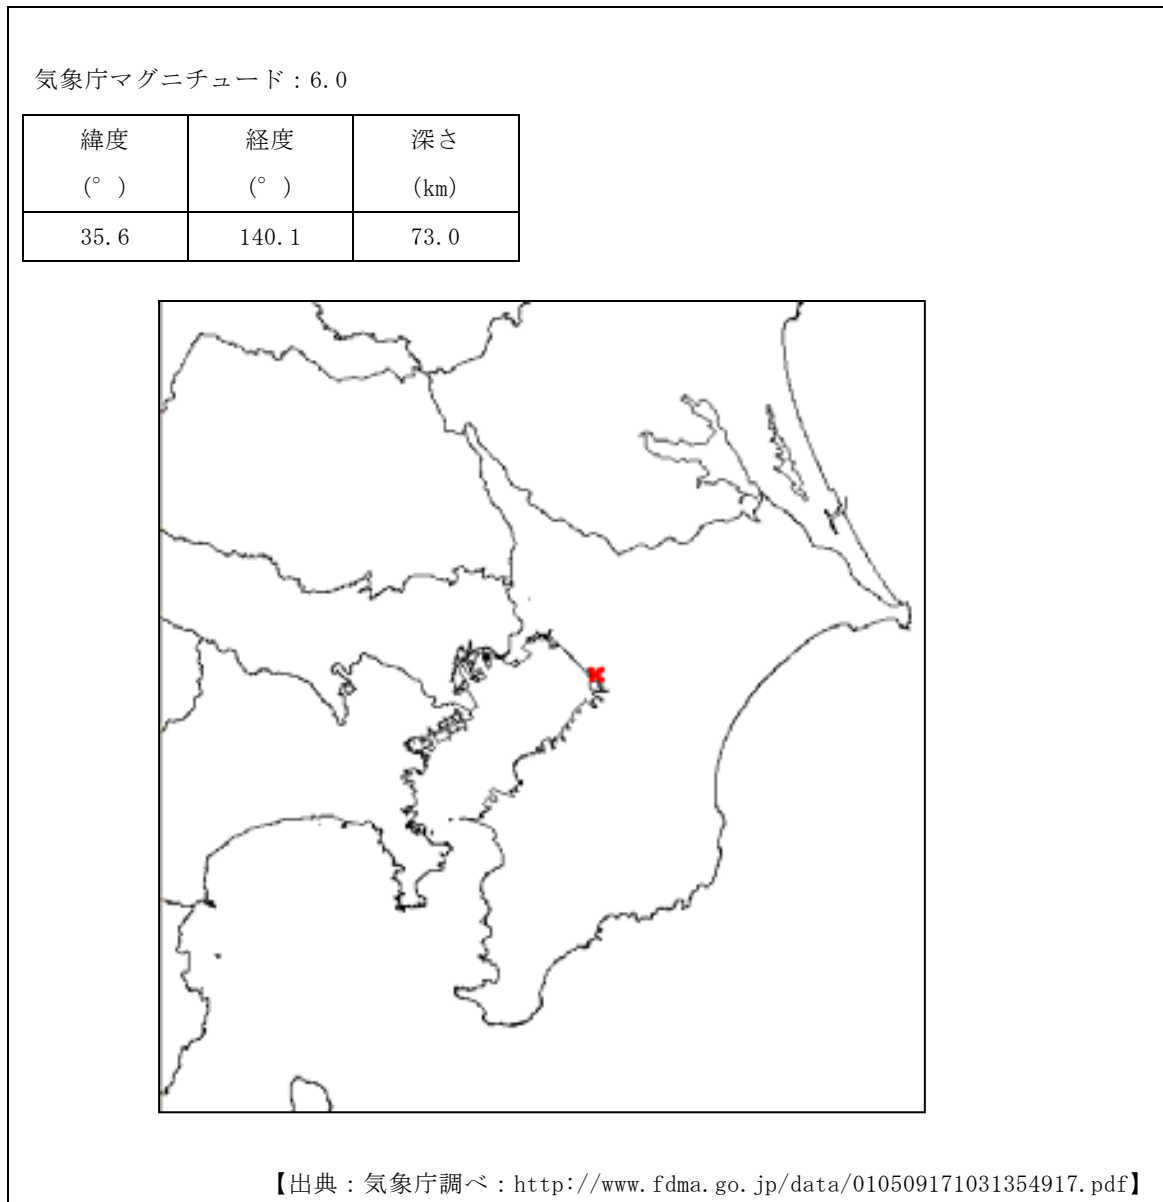 気象庁マグニチュード：6.0
緯度 経度 深さ
(° ) (° ) (km)
35.6 140.1 73.0
【出典：気象庁調べ：http://www.fdma.go.jp/data/010509171031354917.pdf】